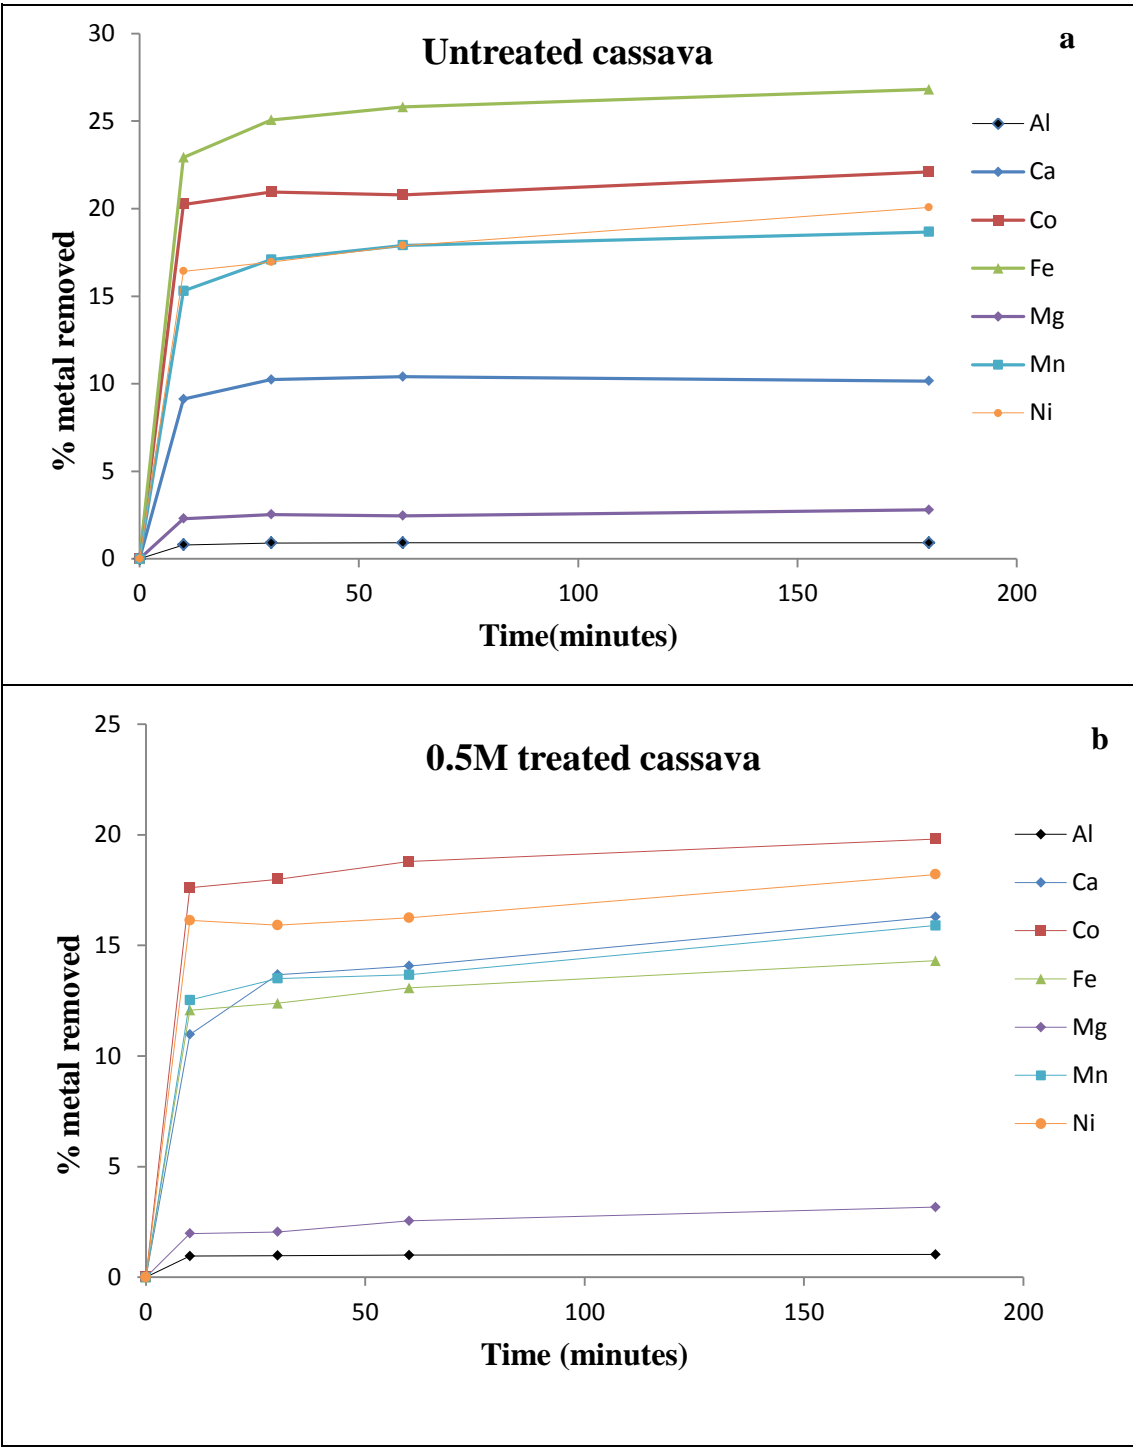 Untreated cassava
a
30
25
20
15
10
5
0
% metal removed
0 50 100 150 200
Time(minutes)
Al
Ca
Co
Fe
Mg
Mn
Ni
0.5M treated cassava
b
25
20
15
10
5
0
% metal removed
0 50 100 150 200
Time (minutes)
Al
Ca
Co
Fe
Mg
Mn
Ni